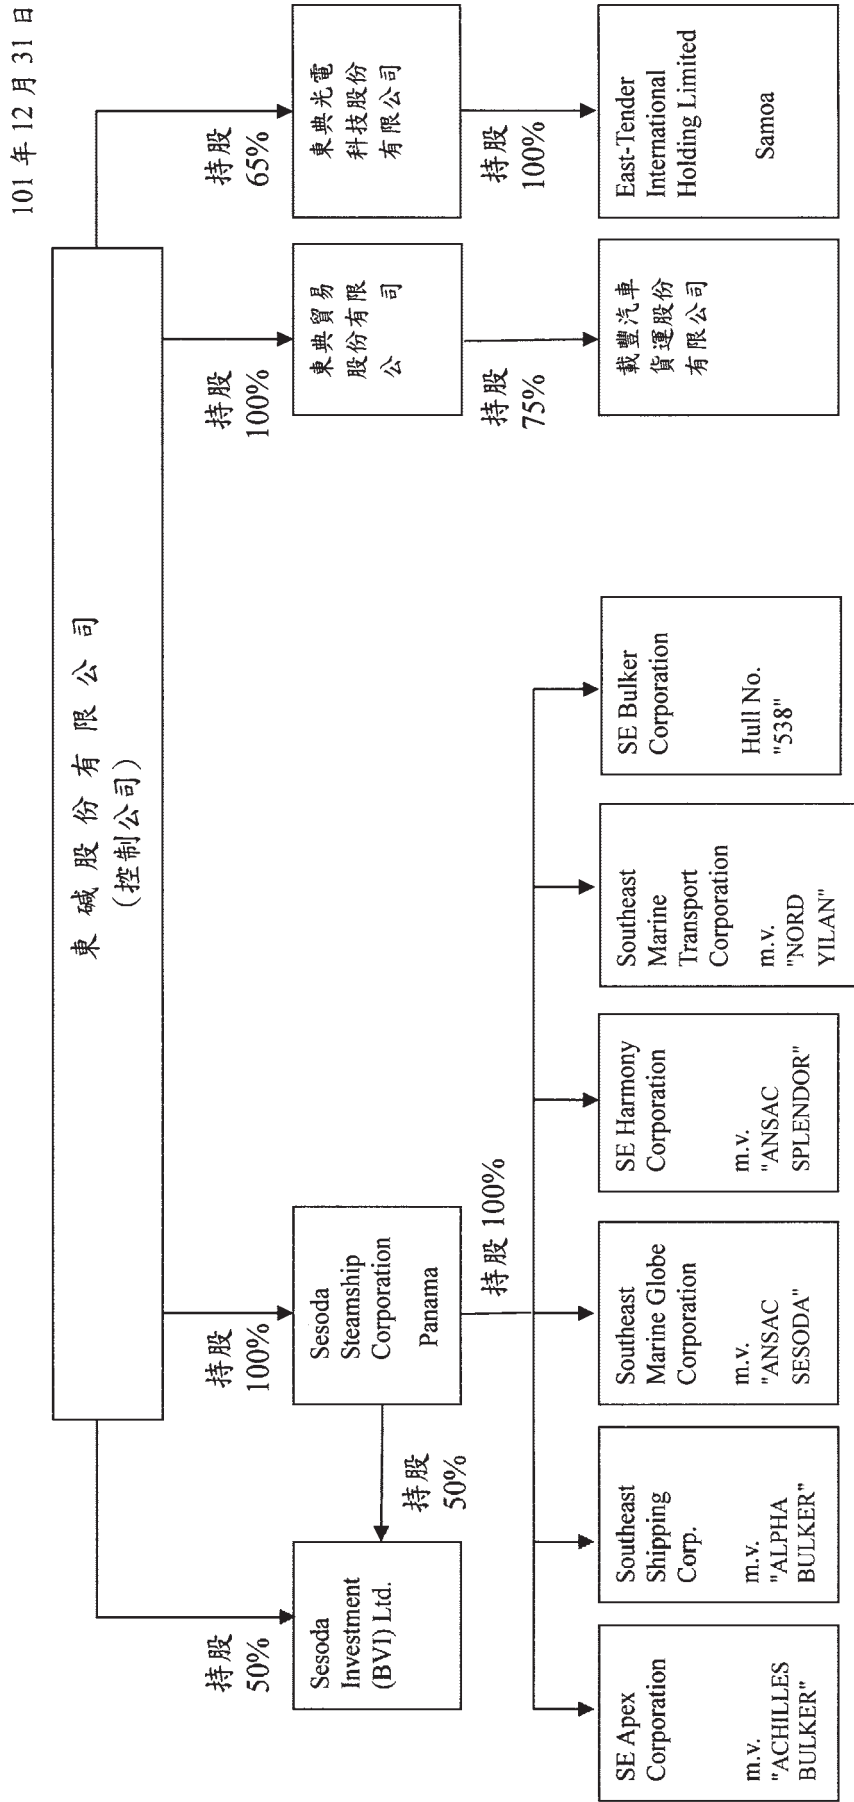 101 年 12 月 31 日
東 碱 股 份 有 限 公 司
(控制公司)
持股
50%
持股
100%
持股
100%
持股
65%
Sesoda
Investment
(BVI) Ltd.
持股
50%
Sesoda
Steamship
Corporation
Panama
東典貿易
股份有限
公 司
東典光電
科技股份
有限公司
持股 100%
持股
75%
持股
100%
SE Apex
Corporation
m.v.
"ACHILLES
BULKER"
Southeast
Shipping
Corp.
m.v.
"ALPHA
BULKER"
Southeast
Marine Globe
Corporation
m.v.
"ANSAC
SESODA"
SE Harmony
Corporation
m.v.
"ANSAC
SPLENDOR"
Southeast
Marine
Transport
Corporation
m.v.
"NORD
YILAN"
SE Bulker
Corporation
Hull No.
"538"
載豐汽車
貨運股份
有限公司
East-Tender
International
Holding Limited
Samoa